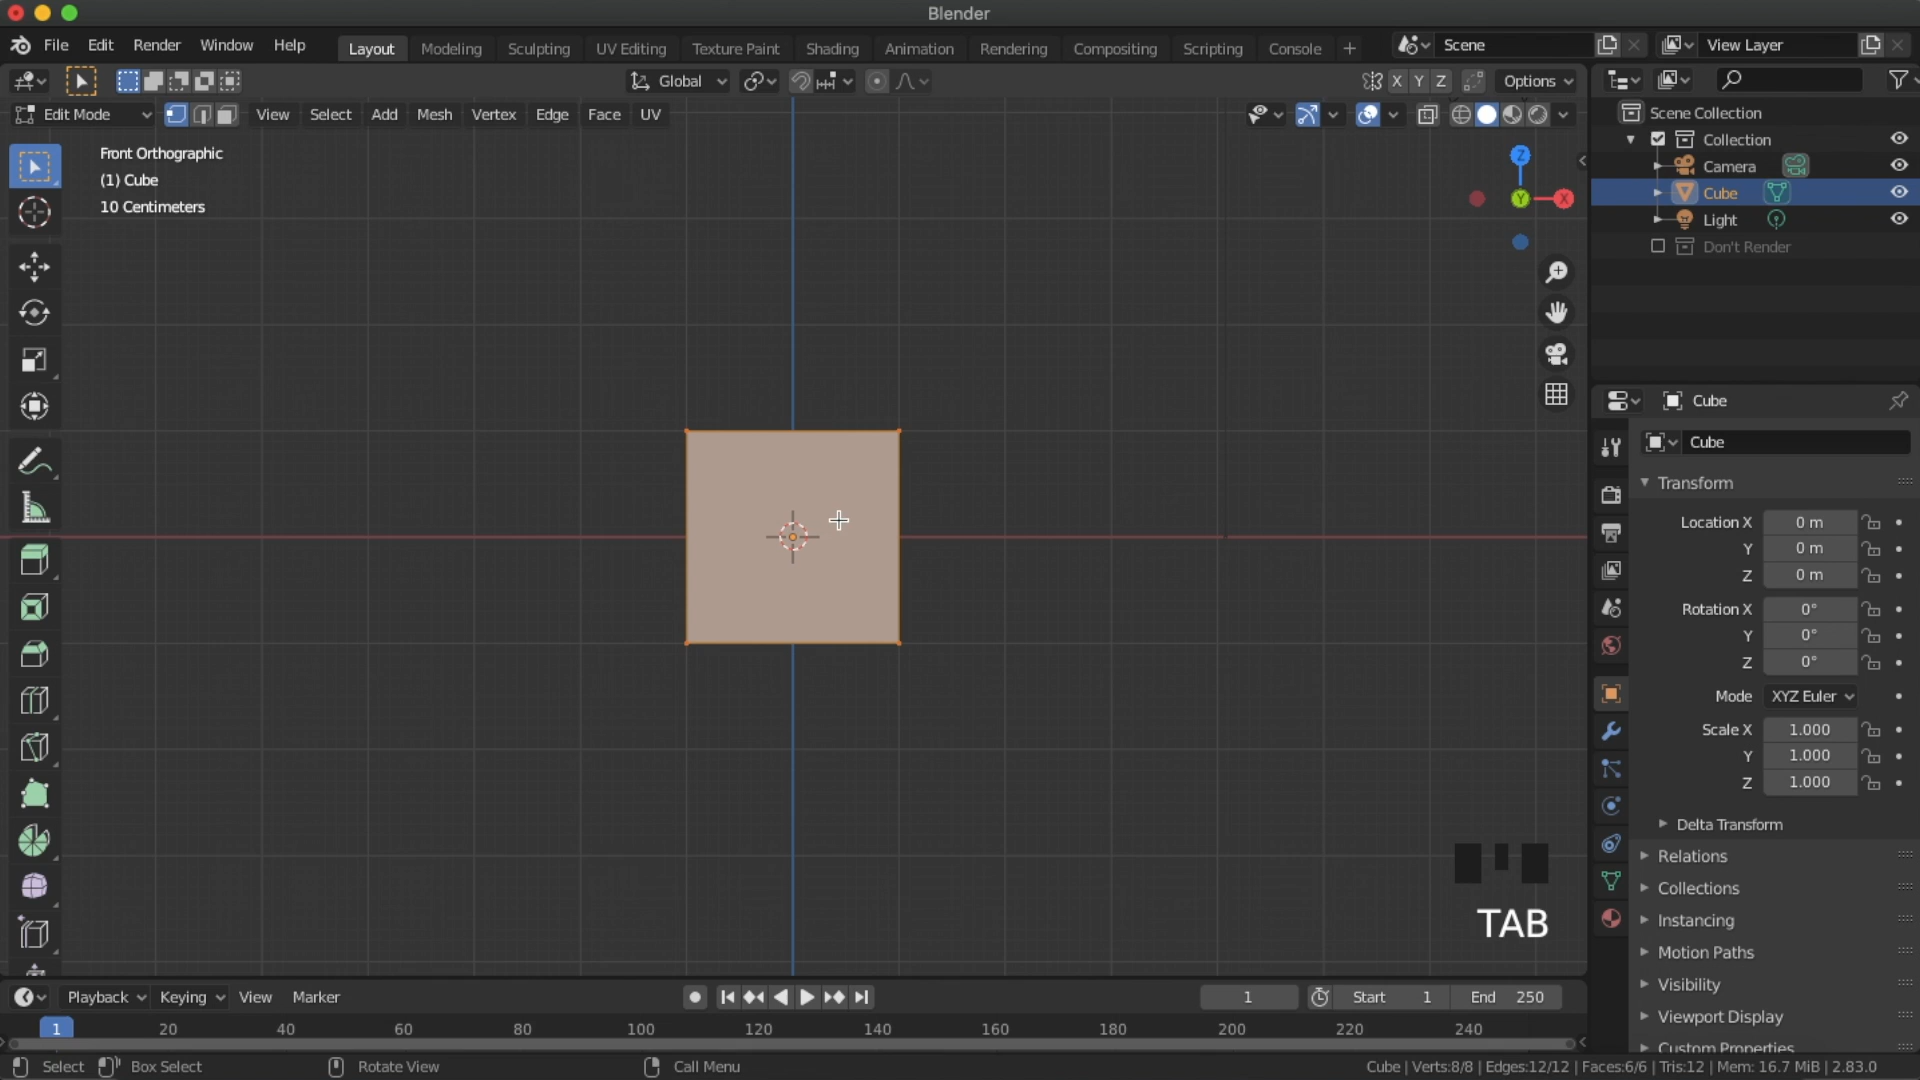 Blender
File Edit Render Window Help Layout Modeling Sculpting UV Editing Texture Paint Shading Animation Rendering Compositing Scripting Console + Scene View Layer
Global X Y Z Options
Edit Mode View Select Add Mesh Vertex Edge Face UV
Front Orthographic
(1) Cube
10 Centimeters
Z
Y
X
Scene Collection
Collection
Camera
Cube
Light
Don't Render
Cube
Cube
Transform
Location X 0 m
Y 0 m
Z 0 m
Rotation X 0°
Y 0°
Z 0°
Mode XYZ Euler
Scale X 1.000
Y 1.000
Z 1.000
Delta Transform
Relations
Collections
Instancing
Motion Paths
Visibility
Viewport Display
Custom Properties
TAB
Playback Keying View Marker 1 Start 1 End 250
1 20 40 60 80 100 120 140 160 180 200 220 240
Select Box Select Rotate View Call Menu Cube | Verts:8/8 | Edges:12/12 | Faces:6/6 | Tris:12 | Mem: 16.7 MiB | 2.83.0